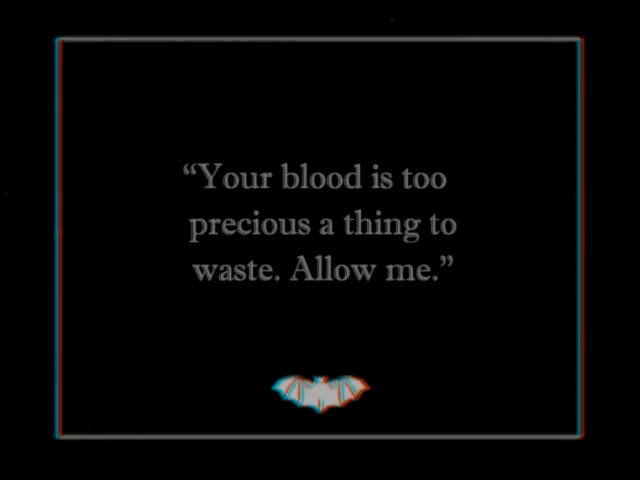 “Your blood is too
precious a thing to
waste. Allow me.”